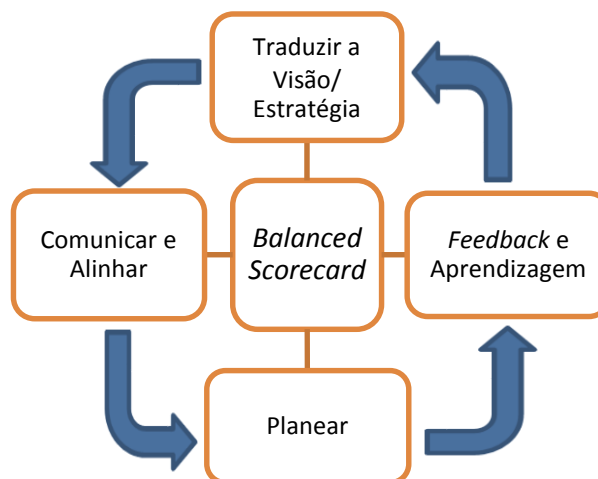 Traduzir a
Visão/
Estratégia
Comunicar e
Alinhar
Balanced
Scorecard
Feedback e
Aprendizagem
Planear